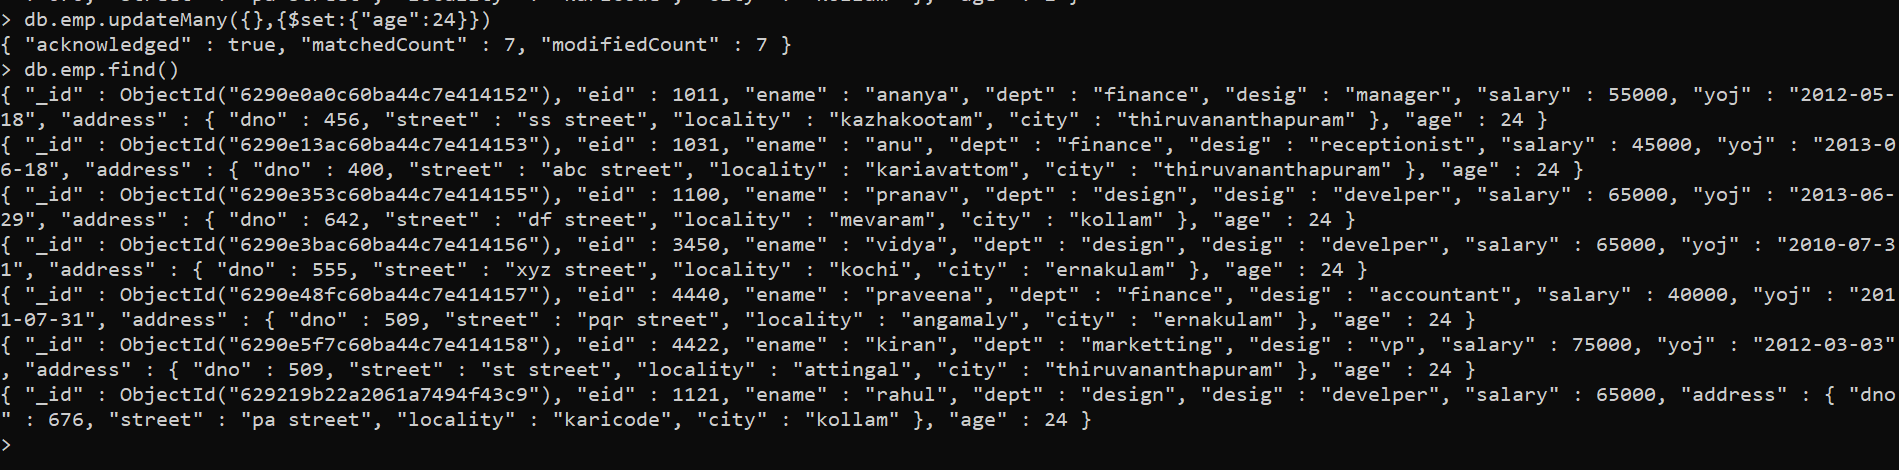 > db.emp.updateMany({},{$set:{"age":24}})
{ "acknowledged" : true, "matchedCount" : 7, "modifiedCount" : 7 }
> db.emp.find()
{ "_id" : ObjectId("6290e0a0c60ba44c7e414152"), "eid" : 1011, "ename" : "ananya", "dept" : "finance", "desig" : "manager", "salary" : 55000, "yoj" : "2012-05-
18", "address" : { "dno" : 456, "street" : "ss street", "locality" : "kazhakootam", "city" : "thiruvananthapuram" }, "age" : 24 }
{ "_id" : ObjectId("6290e13ac60ba44c7e414153"), "eid" : 1031, "ename" : "anu", "dept" : "finance", "desig" : "receptionist", "salary" : 45000, "yoj" : "2013-0
6-18", "address" : { "dno" : 400, "street" : "abc street", "locality" : "kariavattom", "city" : "thiruvananthapuram" }, "age" : 24 }
{ "_id" : ObjectId("6290e353c60ba44c7e414155"), "eid" : 1100, "ename" : "pranav", "dept" : "design", "desig" : "develper", "salary" : 65000, "yoj" : "2013-06-
29", "address" : { "dno" : 642, "street" : "df street", "locality" : "mevaram", "city" : "kollam" }, "age" : 24 }
{ "_id" : ObjectId("6290e3bac60ba44c7e414156"), "eid" : 3450, "ename" : "vidya", "dept" : "design", "desig" : "develper", "salary" : 65000, "yoj" : "2010-07-3
1", "address" : { "dno" : 555, "street" : "xyz street", "locality" : "kochi", "city" : "ernakulam" }, "age" : 24 }
{ "_id" : ObjectId("6290e48fc60ba44c7e414157"), "eid" : 4440, "ename" : "praveena", "dept" : "finance", "desig" : "accountant", "salary" : 40000, "yoj" : "201
1-07-31", "address" : { "dno" : 509, "street" : "pqr street", "locality" : "angamaly", "city" : "ernakulam" }, "age" : 24 }
{ "_id" : ObjectId("6290e5f7c60ba44c7e414158"), "eid" : 4422, "ename" : "kiran", "dept" : "marketting", "desig" : "vp", "salary" : 75000, "yoj" : "2012-03-03"
, "address" : { "dno" : 509, "street" : "st street", "locality" : "attingal", "city" : "thiruvananthapuram" }, "age" : 24 }
{ "_id" : ObjectId("629219b22a2061a7494f43c9"), "eid" : 1121, "ename" : "rahul", "dept" : "design", "desig" : "develper", "salary" : 65000, "address" : { "dno
" : 676, "street" : "pa street", "locality" : "karicode", "city" : "kollam" }, "age" : 24 }
>